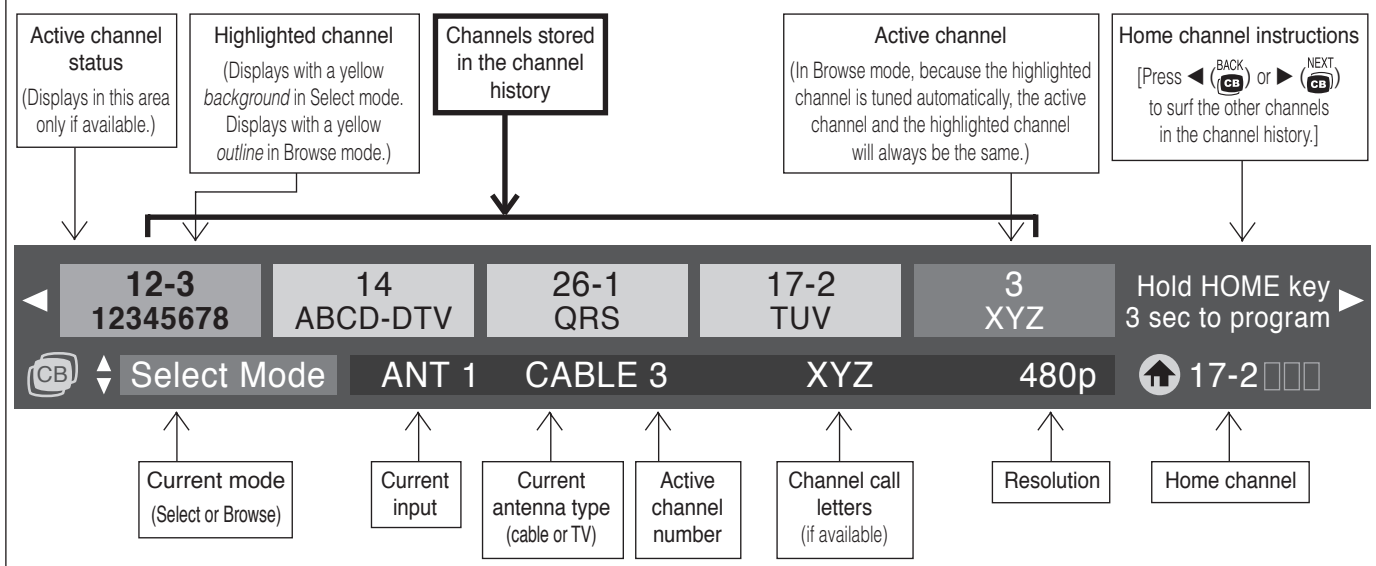 Active channel
status
(Displays in this area
only if available.)
Highlighted channel
(Displays with a yellow
background in Select mode.
Displays with a yellow
outline in Browse mode.)
Channels stored
in the channel
history
Active channel
(In Browse mode, because the highlighted
channel is tuned automatically, the active
channel and the highlighted channel
will always be the same.)
Home channel instructions
[Press ◀ (BACK CB) or ▶ (NEXT CB)
to surf the other channels
in the channel history.]
12-3
12345678
14
ABCD-DTV
26-1
QRS
17-2
TUV
3
XYZ
Hold HOME key
3 sec to program
CB Select Mode ANT 1 CABLE 3 XYZ 480p 17-2
Current mode
(Select or Browse)
Current
input
Current
antenna type
(cable or TV)
Active
channel
number
Channel call
letters
(if available)
Resolution
Home channel